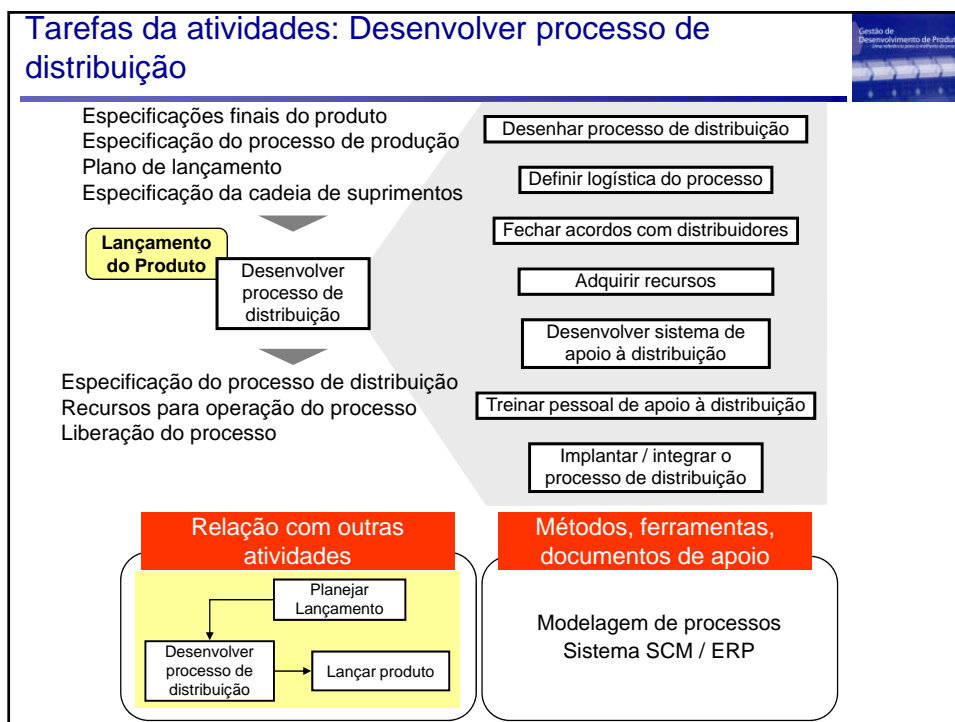 Tarefas da atividades: Desenvolver processo de
distribuição
Gestão de
Desenvolvimento de Produt
Especificações finais do produto
Especificação do processo de produção
Plano de lançamento
Especificação da cadeia de suprimentos
Lançamento
do Produto
Desenvolver
processo de
distribuição
Especificação do processo de distribuição
Recursos para operação do processo
Liberação do processo
Desenhar processo de distribuição
Definir logística do processo
Fechar acordos com distribuidores
Adquirir recursos
Desenvolver sistema de
apoio à distribuição
Treinar pessoal de apoio à distribuição
Implantar / integrar o
processo de distribuição
Relação com outras
atividades
Planejar
Lançamento
Desenvolver
processo de
distribuição
Lançar produto
Métodos, ferramentas,
documentos de apoio
Modelagem de processos
Sistema SCM / ERP